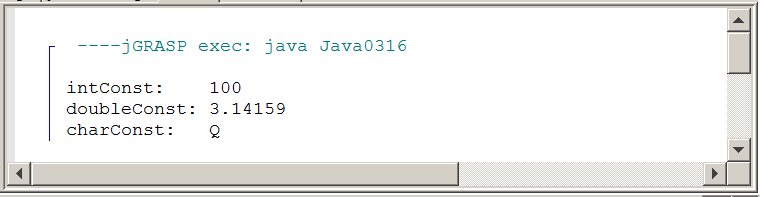 ----jGRASP exec: java Java0316
intConst:    100
doubleConst: 3.14159
charConst:   Q